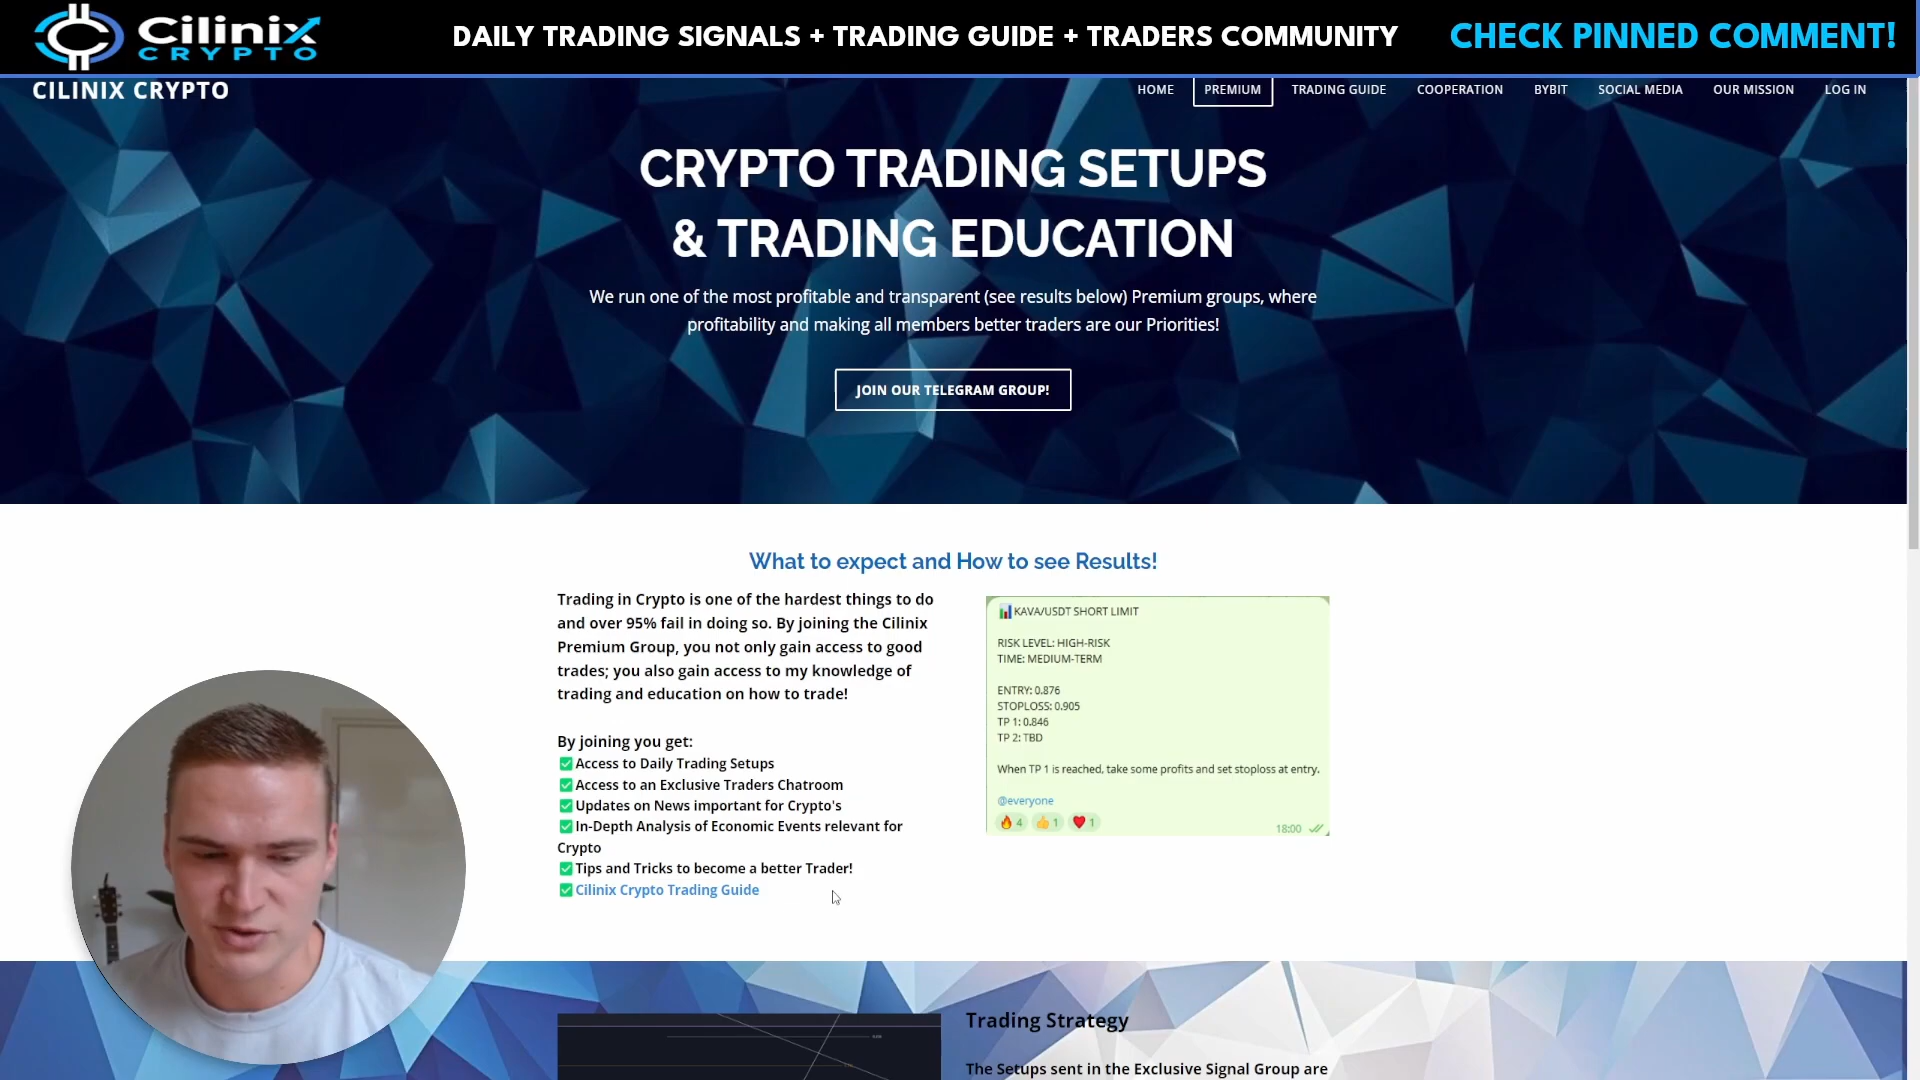 Cilinix
CRYPTO
DAILY TRADING SIGNALS + TRADING GUIDE + TRADERS COMMUNITY
CHECK PINNED COMMENT!
CILINIX CRYPTO
HOME
PREMIUM
TRADING GUIDE
COOPERATION
BYBIT
SOCIAL MEDIA
OUR MISSION
LOG IN
CRYPTO TRADING SETUPS
& TRADING EDUCATION
We run one of the most profitable and transparent (see results below) Premium groups, where
profitability and making all members better traders are our Priorities!
JOIN OUR TELEGRAM GROUP!
What to expect and How to see Results!
Trading in Crypto is one of the hardest things to do
and over 95% fail in doing so. By joining the Cilinix
Premium Group, you not only gain access to good
trades; you also gain access to my knowledge of
trading and education on how to trade!
By joining you get:
✅ Access to Daily Trading Setups
✅ Access to an Exclusive Traders Chatroom
✅ Updates on News important for Crypto's
✅ In-Depth Analysis of Economic Events relevant for
Crypto
✅ Tips and Tricks to become a better Trader!
✅ Cilinix Crypto Trading Guide
📊 KAVA/USDT SHORT LIMIT
RISK LEVEL: HIGH-RISK
TIME: MEDIUM-TERM
ENTRY: 0.876
STOPLOSS: 0.905
TP 1: 0.846
TP 2: TBD
When TP 1 is reached, take some profits and set stoploss at entry.
@everyone
🔥 4 👍 1 ❤️ 1
18:00
Trading Strategy
The Setups sent in the Exclusive Signal Group are